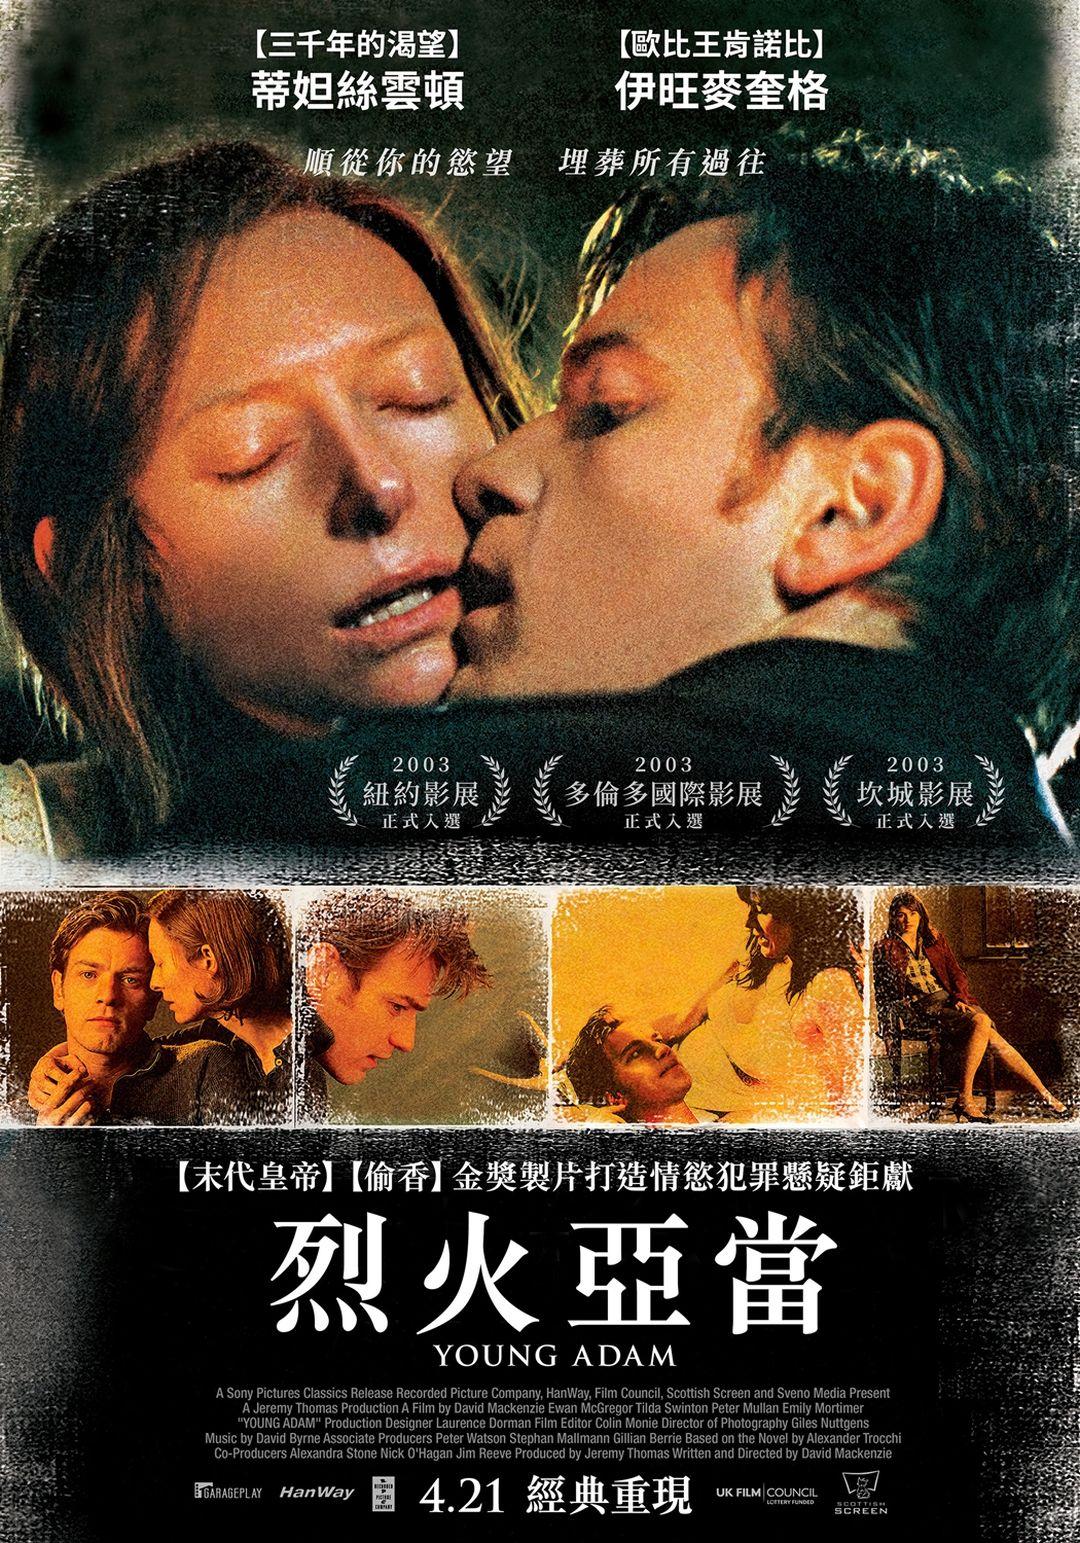 【三千年的渴望】
蒂妲絲雲頓
【歐比王肯諾比】
伊旺麥奎格
順從你的慾望 埋葬所有過往
2003
紐約影展
正式入選
2003
多倫多國際影展
正式入選
2003
坎城影展
正式入選
【末代皇帝】【偷香】金獎製片打造情慾犯罪懸疑鉅獻
烈火亞當
YOUNG ADAM
A Sony Pictures Classics Release Recorded Picture Company, HanWay, Film Council, Scottish Screen and Sveno Media Present
A Jeremy Thomas Production A Film by David Mackenzie Ewan McGregor Tilda Swinton Peter Mullan Emily Mortimer
"YOUNG ADAM" Production Designer Laurence Dorman Film Editor Colin Monie Director of Photography Giles Nuttgens
Music by David Byrne Associate Producers Peter Watson Stephan Mallmann Gillian Berrie Based on the Novel by Alexander Trocchi
Co-Producers Alexandra Stone Nick O'Hagan Jim Reeve Produced by Jeremy Thomas Written and Directed by David Mackenzie
GARAGEPLAY
HanWay
RECORDED
PICTURE
COMPANY
4.21 經典重現
UK FILM COUNCIL
LOTTERY FUNDED
SCOTTISH
SCREEN